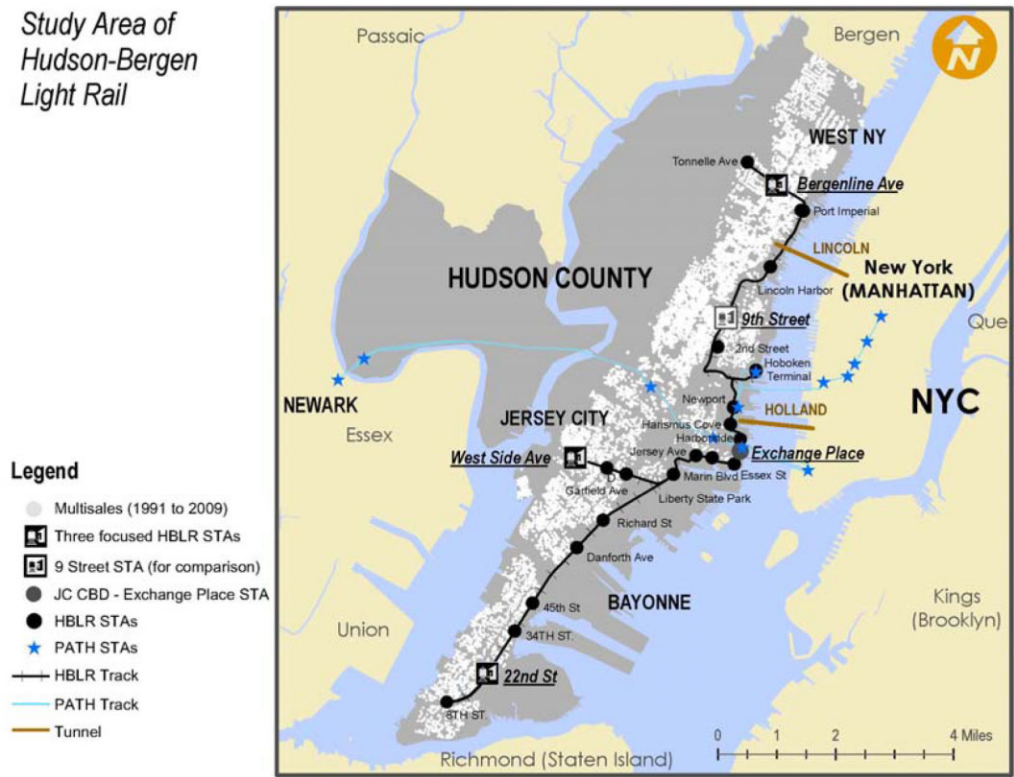 Study Area of
Hudson-Bergen
Light Rail
Passaic
Bergen
N
WEST NY
Tonnelle Ave
Bergenline Ave
Port Imperial
LINCOLN
New York
(MANHATTAN)
HUDSON COUNTY
Lincoln Harbor
9th Street
Que
2nd Street
Hoboken
Terminal
NYC
Newport
NEWARK
HOLLAND
JERSEY CITY
Harismus Cove
Essex
Harborside
Exchange Place
West Side Ave
Jersey Ave
D
Marin Blvd
Essex St
Garfield Ave
Liberty State Park
Richard St
Danforth Ave
BAYONNE
Kings
(Brooklyn)
45th St
Union
34TH ST.
22nd St
8TH ST.
Richmond (Staten Island)
0 1 2 4 Miles
Legend
Multisales (1991 to 2009)
Three focused HBLR STAs
9 Street STA (for comparison)
JC CBD - Exchange Place STA
HBLR STAs
PATH STAs
HBLR Track
PATH Track
Tunnel